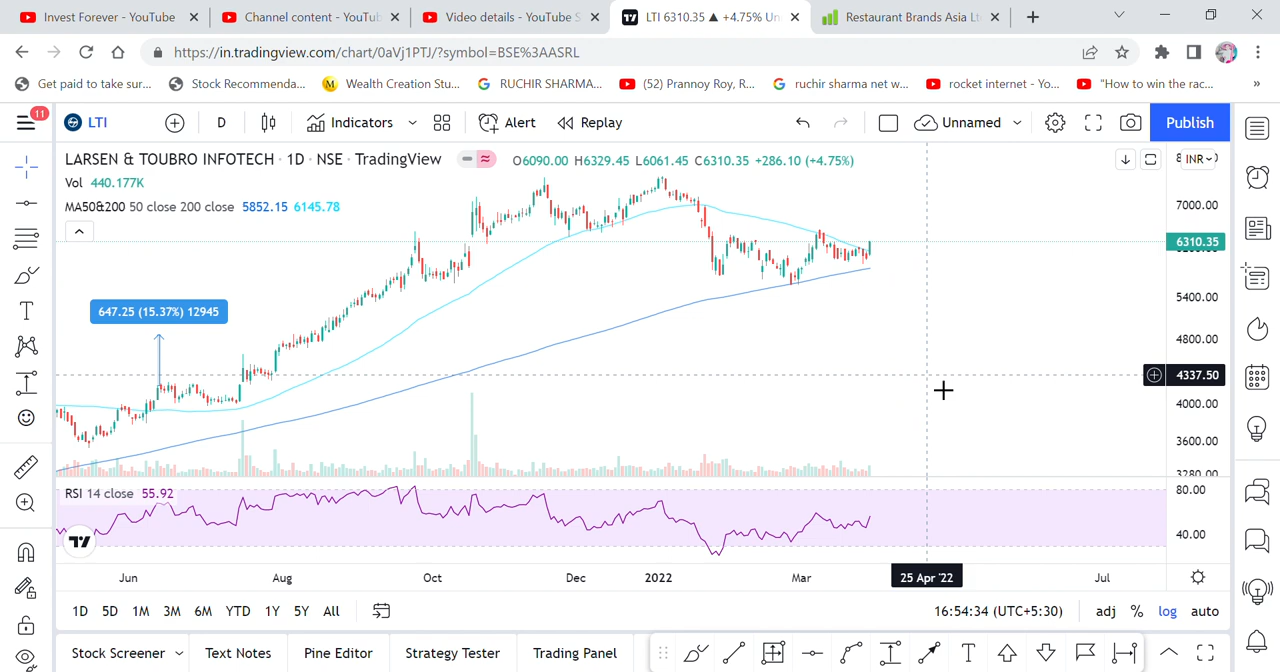 Invest Forever - YouTube
Channel content - YouTub
Video details - YouTube S
LTI 6310.35 ▲ +4.75% Un
Restaurant Brands Asia Lt
https://in.tradingview.com/chart/0aVj1PTJ/?symbol=BSE%3AASRL
Get paid to take sur...
Stock Recommenda...
Wealth Creation Stu...
RUCHIR SHARMA...
(52) Prannoy Roy, R...
ruchir sharma net w...
rocket internet - Yo...
"How to win the rac...
»
11
LTI
D
Indicators
Alert
Replay
Unnamed
Publish
LARSEN & TOUBRO INFOTECH · 1D · NSE · TradingView
O6090.00 H6329.45 L6061.45 C6310.35 +286.10 (+4.75%)
INR
Vol 440.177K
MA50&200 50 close 200 close 5852.15 6145.78
7000.00
6310.35
5400.00
4800.00
4337.50
4000.00
3600.00
3280.00
647.25 (15.37%) 12945
RSI 14 close 55.92
80.00
40.00
Jun Aug Oct Dec 2022 Mar 25 Apr '22 Jul
1D 5D 1M 3M 6M YTD 1Y 5Y All
16:54:34 (UTC+5:30) adj % log auto
Stock Screener Text Notes Pine Editor Strategy Tester Trading Panel